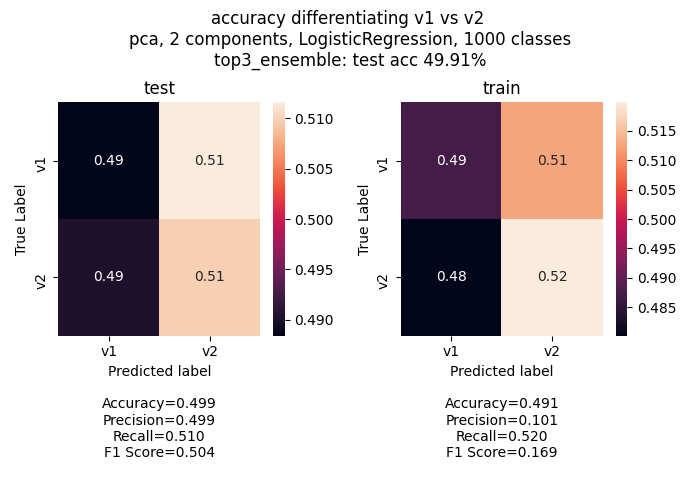 accuracy differentiating v1 vs v2
pca, 2 components, LogisticRegression, 1000 classes
top3_ensemble: test acc 49.91%
test
0.49
0.51
0.49
0.51
v1
v2
True Label
v1
v2
Predicted label
0.510
0.505
0.500
0.495
0.490
Accuracy=0.499
Precision=0.499
Recall=0.510
F1 Score=0.504
train
0.49
0.51
0.48
0.52
v1
v2
True Label
v1
v2
Predicted label
0.515
0.510
0.505
0.500
0.495
0.490
0.485
Accuracy=0.491
Precision=0.101
Recall=0.520
F1 Score=0.169